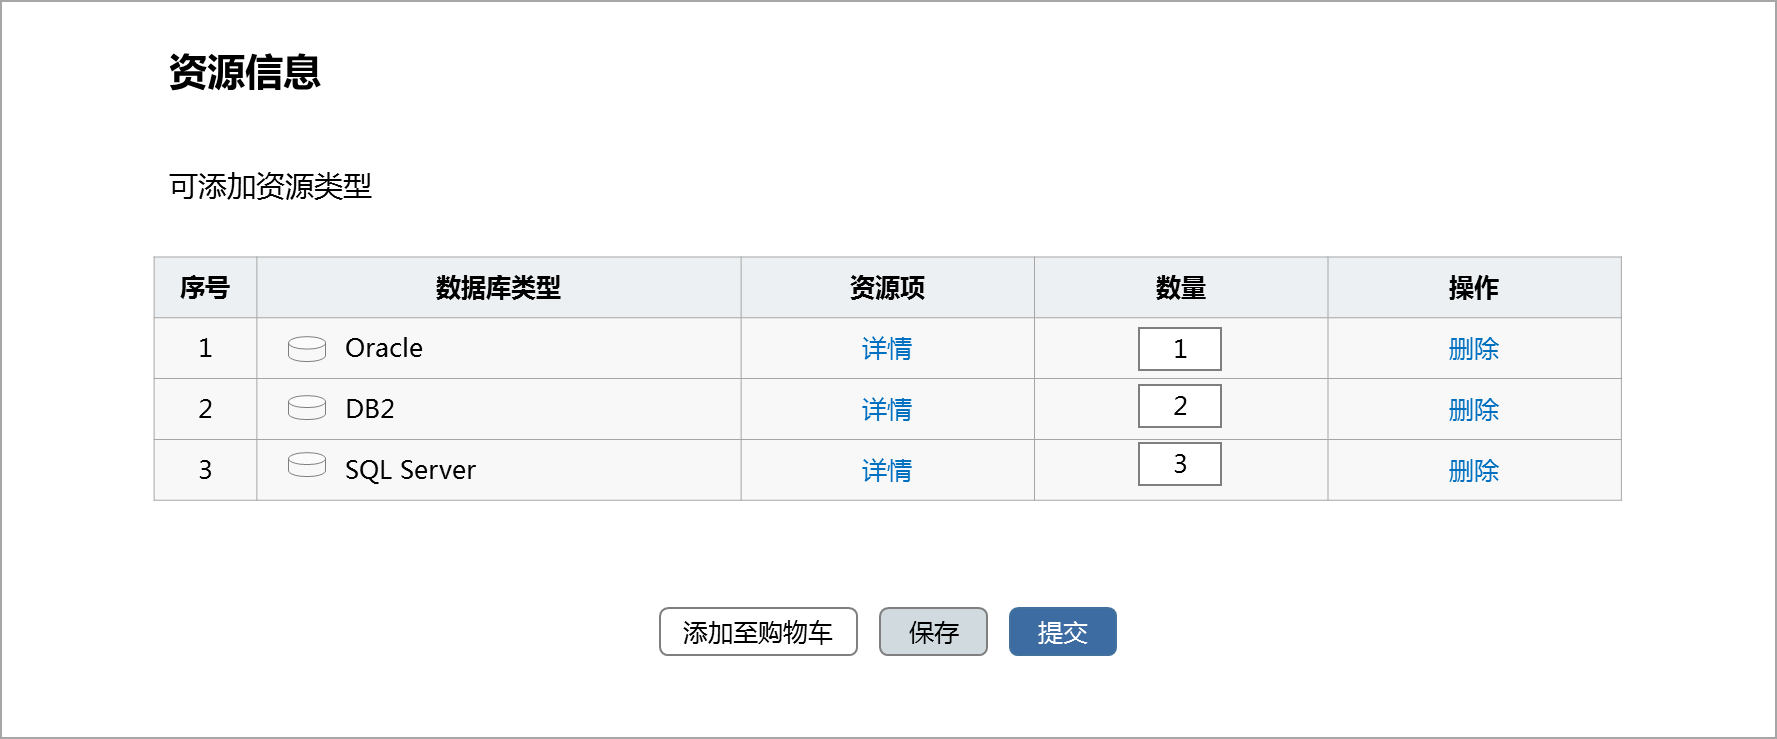 资源信息
可添加资源类型
序号 数据库类型 资源项 数量 操作
1 Oracle 详情 1 删除
2 DB2 详情 2 删除
3 SQL Server 详情 3 删除
添加至购物车 保存 提交